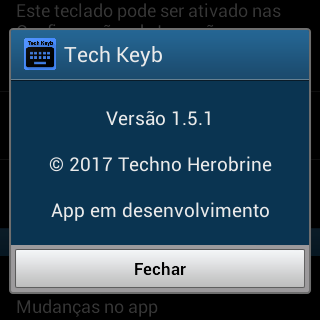 Este teclado pode ser ativado nas
Tech Keyb
Tech Keyb
Versão 1.5.1
© 2017 Techno Herobrine
App em desenvolvimento
Fechar
Mudanças no app